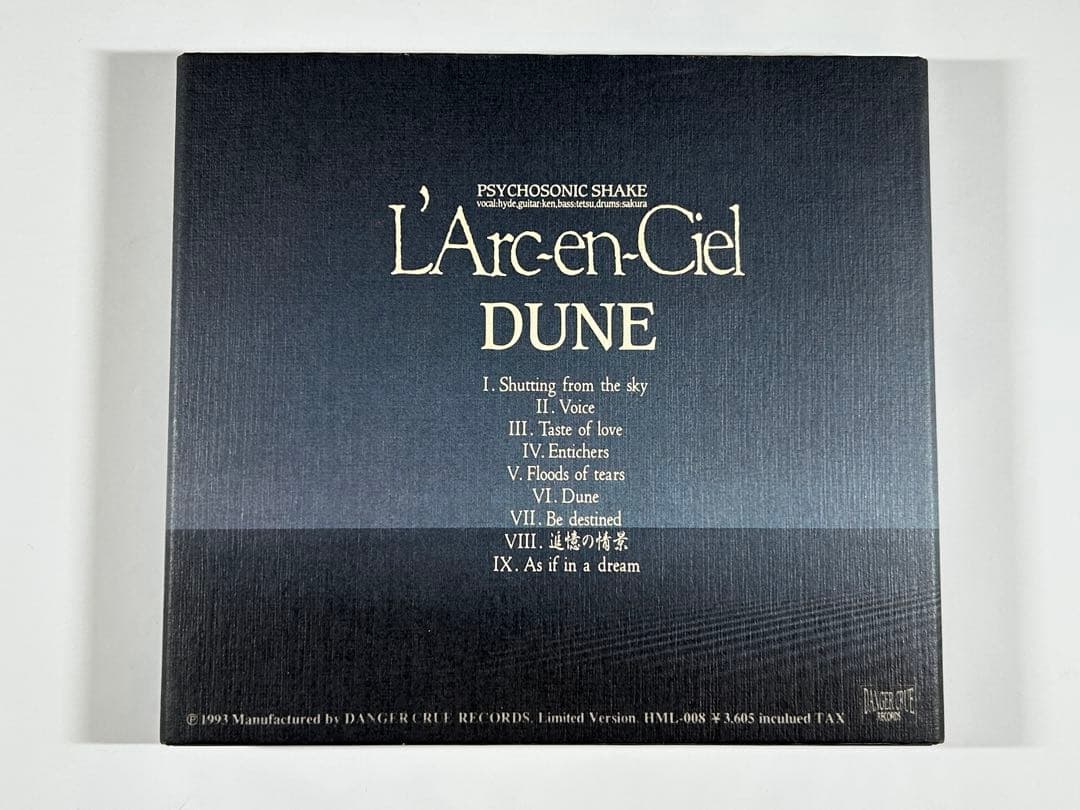 PSYCHOSONIC SHAKE
vocal:hyde,guitar:ken,bass:tetsu,drums:sakura
L'Arc-en-Ciel
DUNE
I. Shutting from the sky
II. Voice
III. Taste of love
IV. Entichers
V. Floods of tears
VI. Dune
VII. Be destined
VIII. 追憶の情景
IX. As if in a dream
DANGER CRUE
RECORDS
℗1993 Manufactured by DANGER CRUE RECORDS. Limited Version. HML-008 ¥3,605 inculued TAX